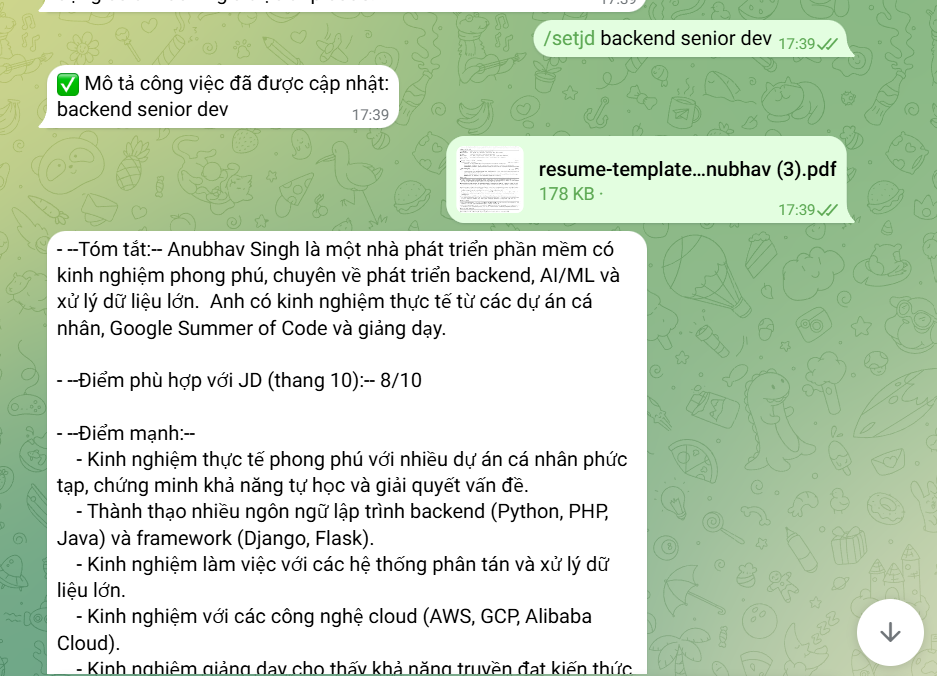 17:39
/setjd backend senior dev 17:39
✅ Mô tả công việc đã được cập nhật:
backend senior dev 17:39
resume-template...nubhav (3).pdf
178 KB ·
17:39
- --Tóm tắt:-- Anubhav Singh là một nhà phát triển phần mềm có
kinh nghiệm phong phú, chuyên về phát triển backend, AI/ML và
xử lý dữ liệu lớn. Anh có kinh nghiệm thực tế từ các dự án cá
nhân, Google Summer of Code và giảng dạy.
- --Điểm phù hợp với JD (thang 10):-- 8/10
- --Điểm mạnh:--
- Kinh nghiệm thực tế phong phú với nhiều dự án cá nhân phức
tạp, chứng minh khả năng tự học và giải quyết vấn đề.
- Thành thạo nhiều ngôn ngữ lập trình backend (Python, PHP,
Java) và framework (Django, Flask).
- Kinh nghiệm làm việc với các hệ thống phân tán và xử lý dữ
liệu lớn.
- Kinh nghiệm với các công nghệ cloud (AWS, GCP, Alibaba
Cloud).
- Kinh nghiệm giảng dạy cho thấy khả năng truyền đạt kiến thức